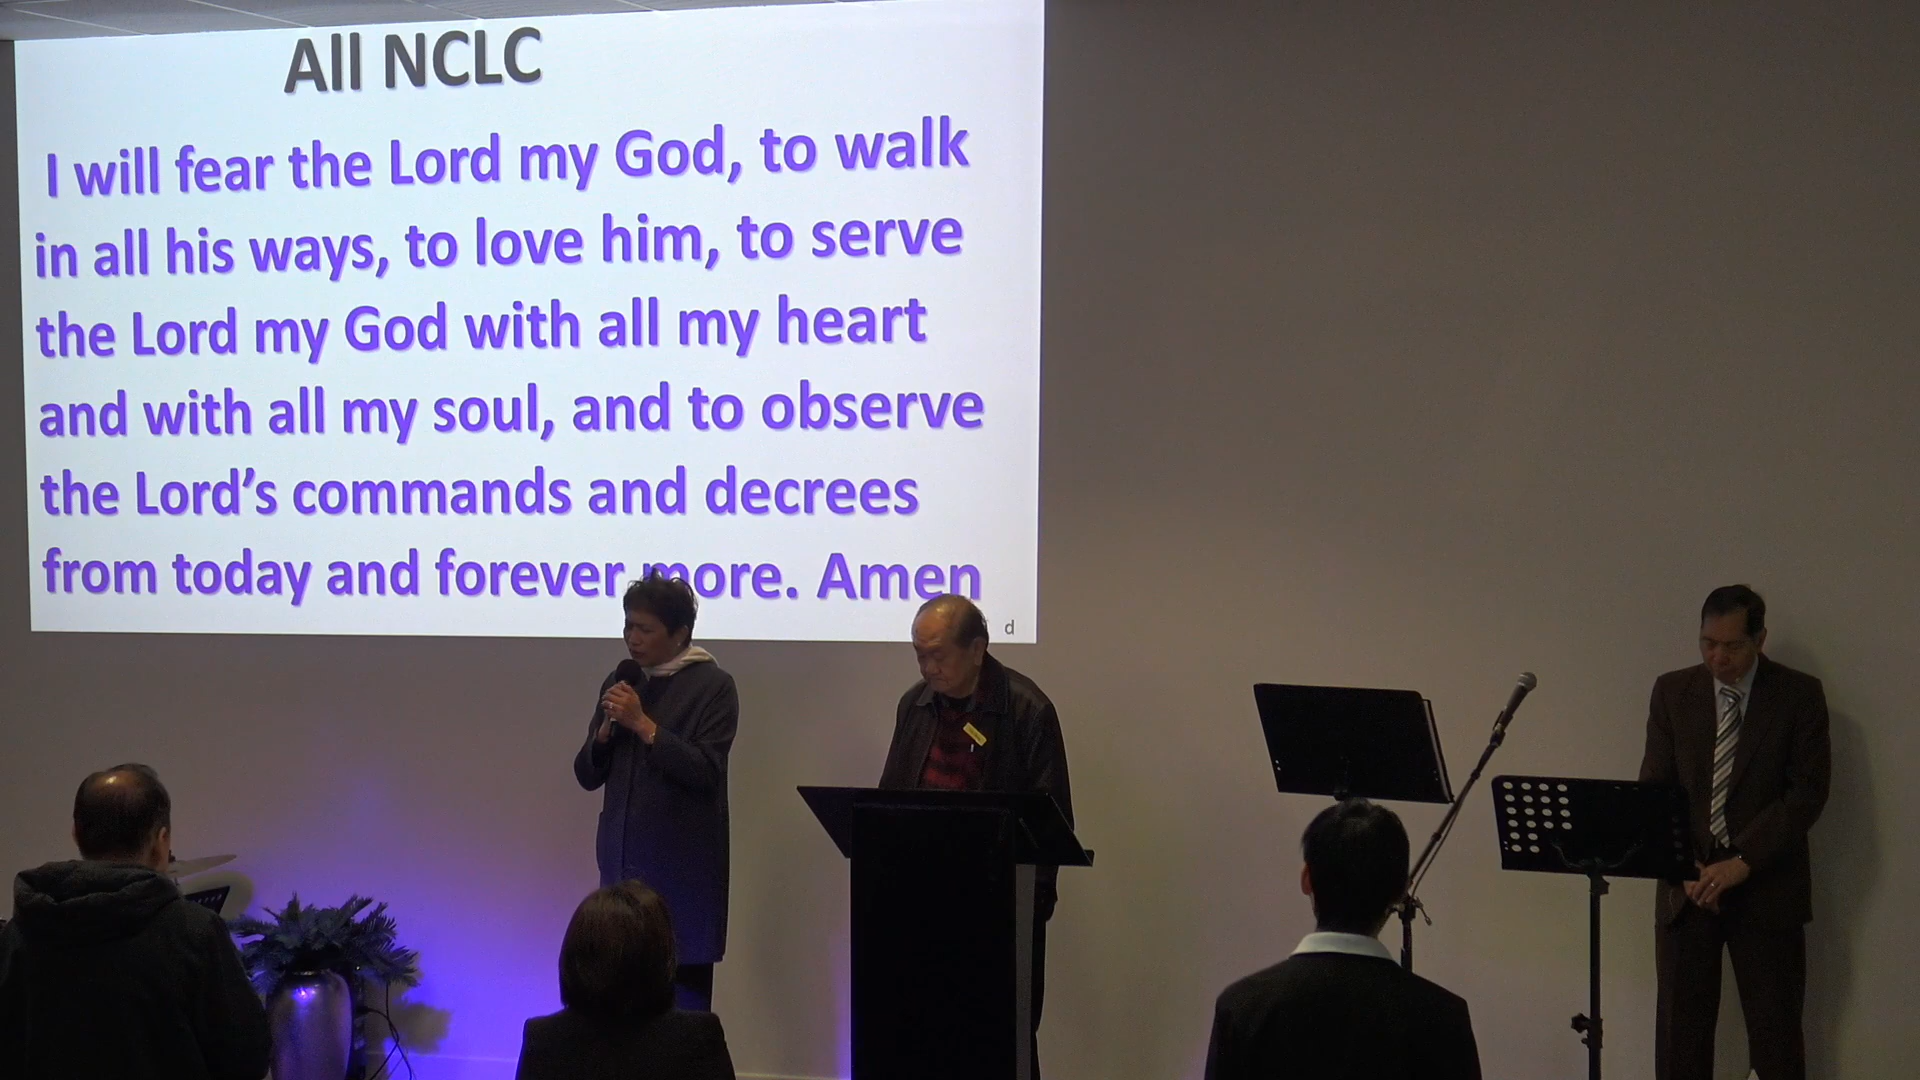 All NCLC
I will fear the Lord my God, to walk
in all his ways, to love him, to serve
the Lord my God with all my heart
and with all my soul, and to observe
the Lord's commands and decrees
from today and forever more. Amen
d